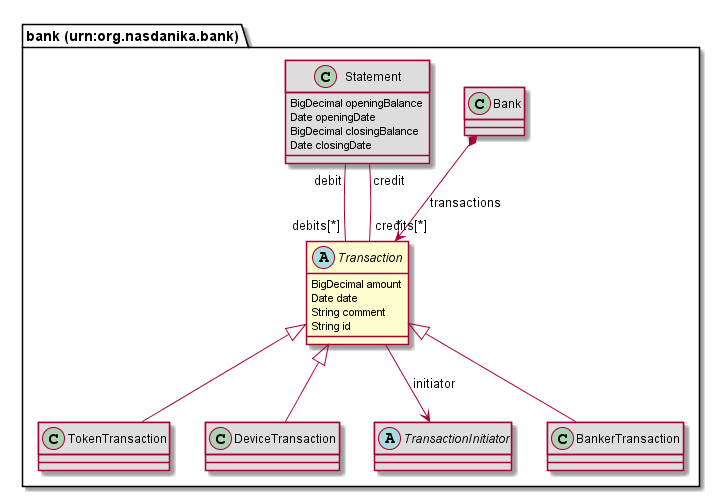 bank (urn:org.nasdanika.bank)
C Statement
BigDecimal openingBalance
Date openingDate
BigDecimal closingBalance
Date closingDate
C Bank
debit
credit
transactions
debits[*]
credits[*]
*
A Transaction
BigDecimal amount
Date date
String comment
String id
initiator
C TokenTransaction
C DeviceTransaction
A TransactionInitiator
C BankerTransaction